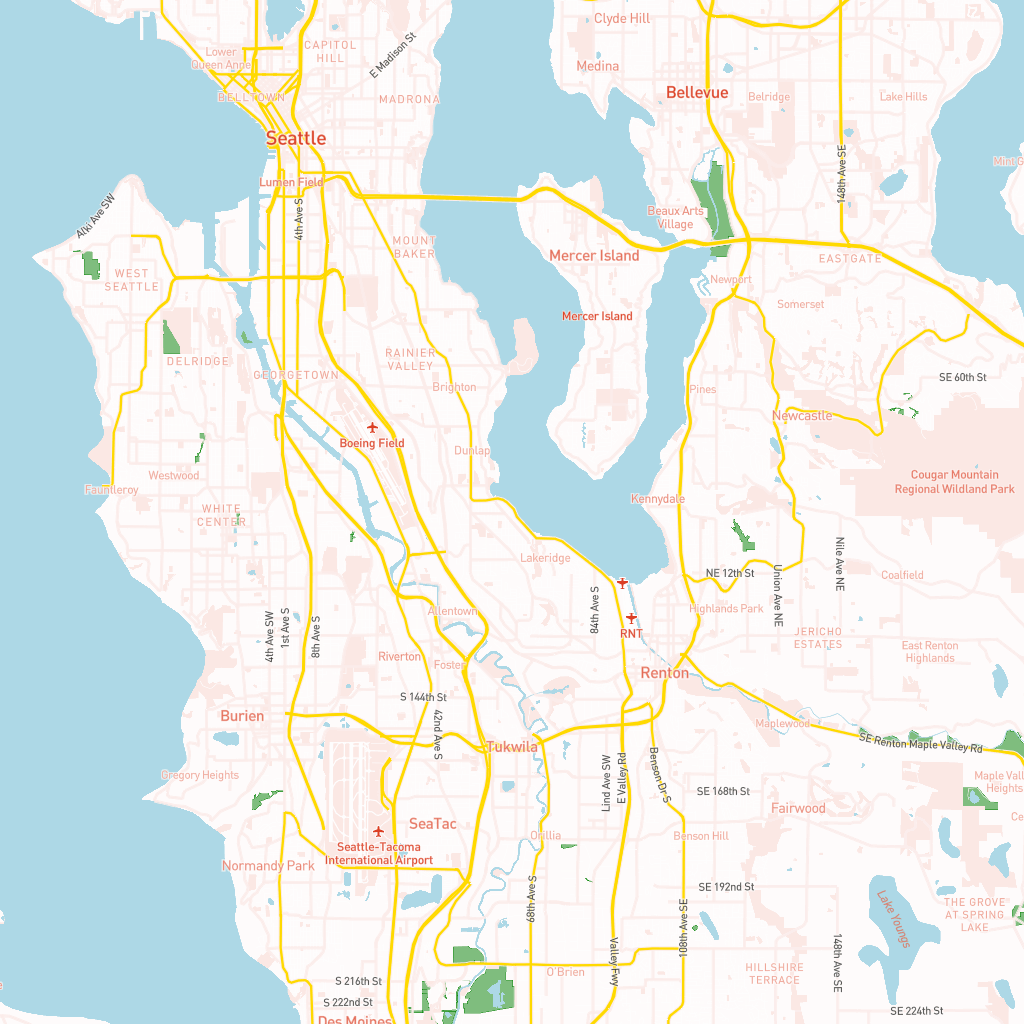 Clyde Hill
CAPITOL
HILL
E Madison St
Lower
Queen Anne
Medina
BELLTOWN
MADRONA
Bellevue
Belridge
Lake Hills
Seattle
148th Ave SE
Lumen Field
Alki Ave SW
4th Ave S
Beaux Arts
Village
MOUNT
BAKER
Mercer Island
EASTGATE
WEST
SEATTLE
Newport
Somerset
Mercer Island
RAINIER
VALLEY
DELRIDGE
GEORGETOWN
SE 60th St
Brighton
Pines
Newcastle
Boeing Field
Dunlap
Westwood
Cougar Mountain
Regional Wildland Park
Fauntleroy
Kennydale
WHITE
CENTER
Lakeridge
NE 12th St
Nile Ave NE
Union Ave NE
Coalfield
84th Ave S
Allentown
Highlands Park
4th Ave SW
1st Ave S
8th Ave S
RNT
JERICHO
ESTATES
East Renton
Highlands
Riverton
Foster
Renton
S 144th St
42nd Ave S
Burien
Maplewood
Tukwila
SE Renton Maple Valley Rd
Gregory Heights
Lind Ave SW
E Valley Rd
Benson Dr S
SE 168th St
Maple Val
Heights
Fairwood
SeaTac
Orillia
Benson Hill
Seattle-Tacoma
International Airport
Normandy Park
SE 192nd St
68th Ave S
108th Ave SE
Lake Youngs
THE GROVE
AT SPRING
LAKE
Valley Fwy
148th Ave SE
O'Brien
HILLSHIRE
TERRACE
S 216th St
S 222nd St
SE 224th St
Des Moines